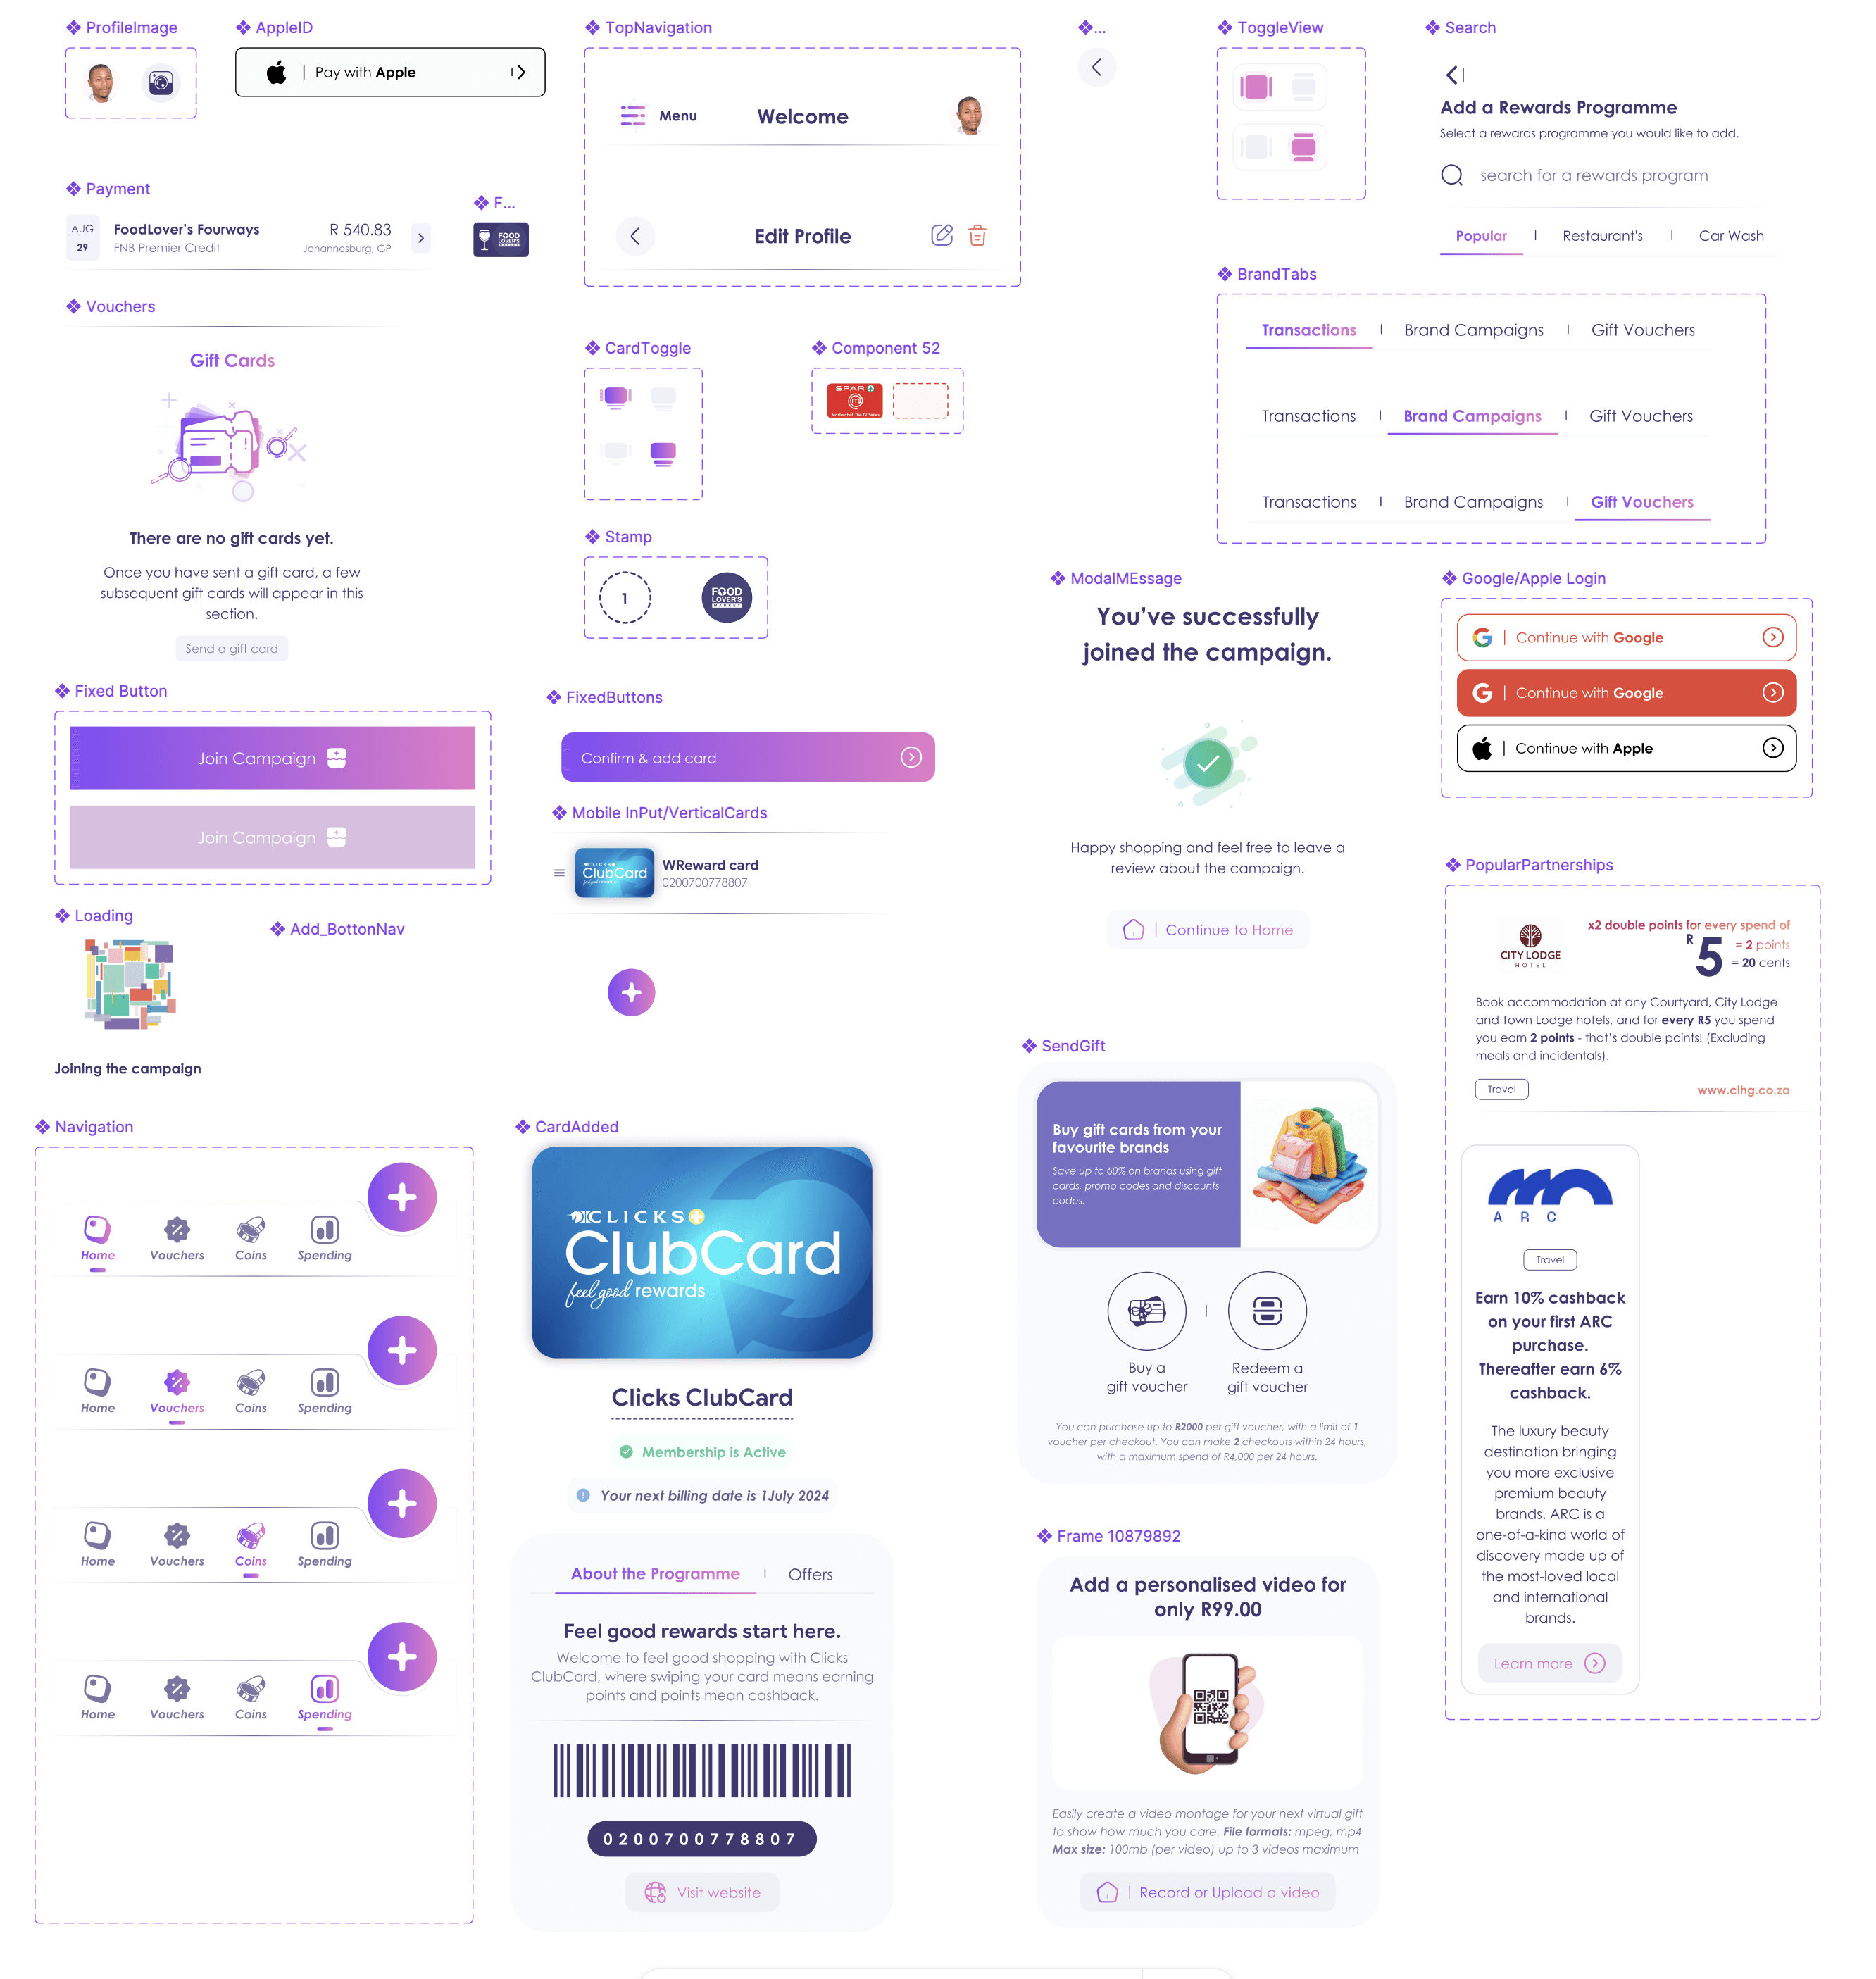 ProfileImage
AppleID
Pay with Apple
TopNavigation
Menu
Welcome
Edit Profile
...
ToggleView
Search
Add a Rewards Programme
Select a rewards programme you would like to add.
search for a rewards program
Popular
Restaurant's
Car Wash
Payment
AUG
29
FoodLover's Fourways
FNB Premier Credit
R 540.83
Johannesburg, GP
F...
FOOD
LOVER'S
MARKET
BrandTabs
Transactions
Brand Campaigns
Gift Vouchers
Transactions
Brand Campaigns
Gift Vouchers
Transactions
Brand Campaigns
Gift Vouchers
Vouchers
Gift Cards
There are no gift cards yet.
Once you have sent a gift card, a few
subsequent gift cards will appear in this
section.
Send a gift card
CardToggle
Component 52
SPAR
Stamp
1
FOOD
LOVER'S
MARKET
ModalMEssage
You've successfully
joined the campaign.
Happy shopping and feel free to leave a
review about the campaign.
Continue to Home
Google/Apple Login
Continue with Google
Continue with Google
Continue with Apple
Fixed Button
Join Campaign
Join Campaign
FixedButtons
Confirm & add card
Mobile InPut/VerticalCards
CLICKS
ClubCard
feel good rewards
WReward card
0200700778807
Loading
Joining the campaign
Add_BottonNav
PopularPartnerships
CITY LODGE
HOTEL
x2 double points for every spend of
R5
= 2 points
= 20 cents
Book accommodation at any Courtyard, City Lodge
and Town Lodge hotels, and for every R5 you spend
you earn 2 points - that's double points! (Excluding
meals and incidentals).
Travel
www.clhg.co.za
ARC
Travel
Earn 10% cashback
on your first ARC
purchase.
Thereafter earn 6%
cashback.
The luxury beauty
destination bringing
you more exclusive
premium beauty
brands. ARC is a
one-of-a-kind world of
discovery made up of
the most-loved local
and international
brands.
Learn more
SendGift
Buy gift cards from your
favourite brands
Save up to 60% on brands using gift
cards, promo codes and discounts
codes.
Buy a
gift voucher
Redeem a
gift voucher
You can purchase up to R2000 per gift voucher, with a limit of 1
voucher per checkout. You can make 2 checkouts within 24 hours,
with a maximum spend of R4,000 per 24 hours.
Navigation
Home
Vouchers
Coins
Spending
Home
Vouchers
Coins
Spending
Home
Vouchers
Coins
Spending
Home
Vouchers
Coins
Spending
CardAdded
CLICKS
ClubCard
feel good rewards
Clicks ClubCard
Membership is Active
Your next billing date is 1July 2024
About the Programme
Offers
Feel good rewards start here.
Welcome to feel good shopping with Clicks
ClubCard, where swiping your card means earning
points and points mean cashback.
0200700778807
Visit website
Frame 10879892
Add a personalised video for
only R99.00
Easily create a video montage for your next virtual gift
to show how much you care. File formats: mpeg, mp4
Max size: 100mb (per video) up to 3 videos maximum
Record or Upload a video